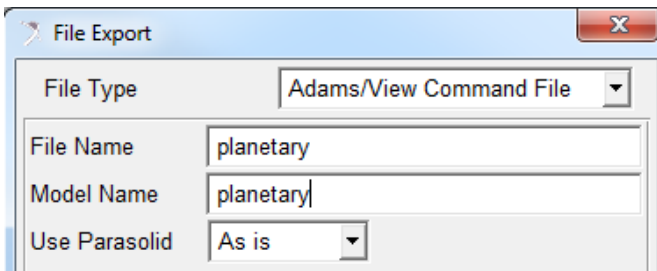 File Export
File Type Adams/View Command File
File Name planetary
Model Name planetary
Use Parasolid As is